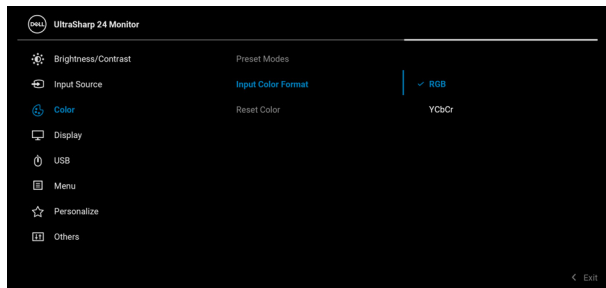 DELL UltraSharp 24 Monitor
Brightness/Contrast Preset Modes
Input Source Input Color Format RGB
Color Reset Color YCbCr
Display
USB
Menu
Personalize
Others
Exit